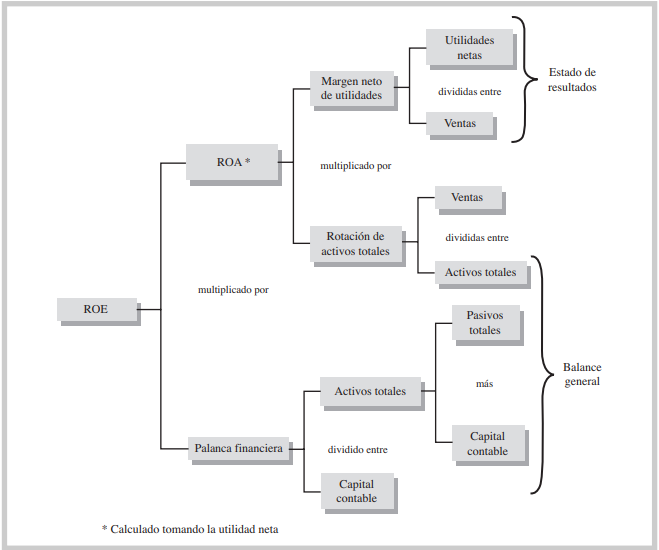 Utilidades
netas
Estado de
resultados
Margen neto
de utilidades
divididas entre
Ventas
ROA *
multiplicado por
Ventas
Rotación de
activos totales
divididas entre
Activos totales
multiplicado por
ROE
Pasivos
totales
Balance
general
Activos totales
más
Capital
contable
Palanca financiera
dividido entre
Capital
contable
* Calculado tomando la utilidad neta